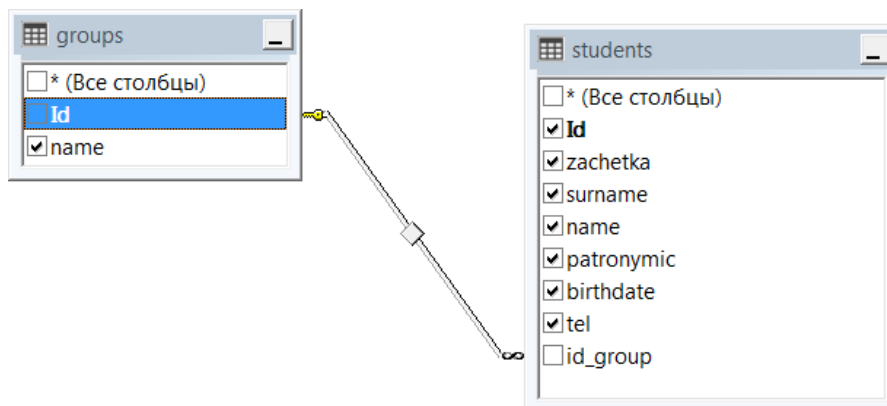 groups
* (Все столбцы)
Id
name
students
* (Все столбцы)
Id
zachetka
surname
name
patronymic
birthdate
tel
id_group